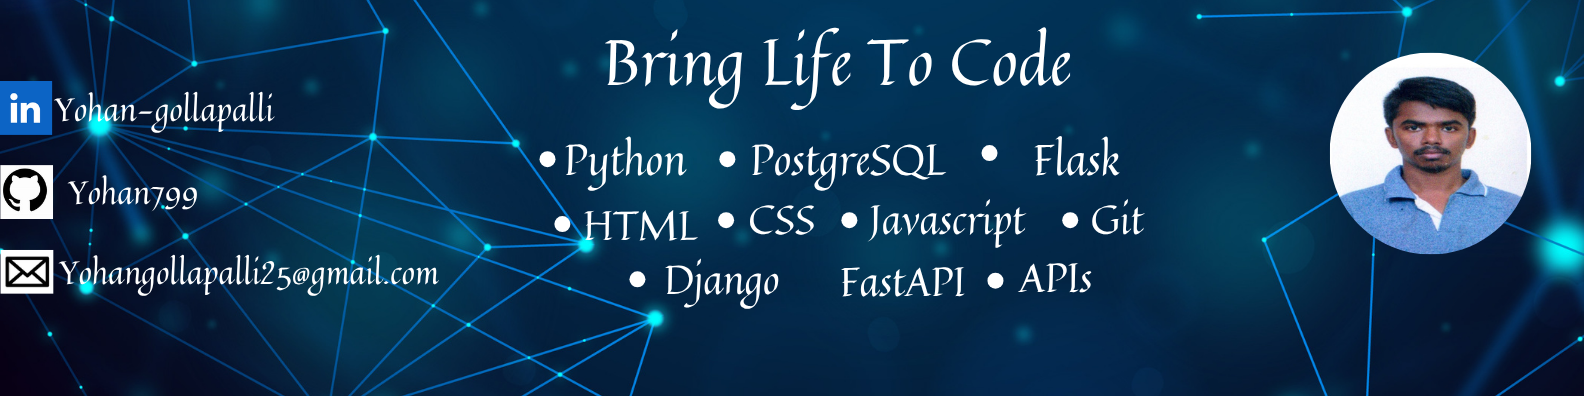 Bring Life To Code
in Yohan-gollapalli
Yohan799
Yohangollapalli25@gmail.com
• Python • PostgreSQL • Flask
• HTML • CSS • Javascript • Git
• Django FastAPI • APIs